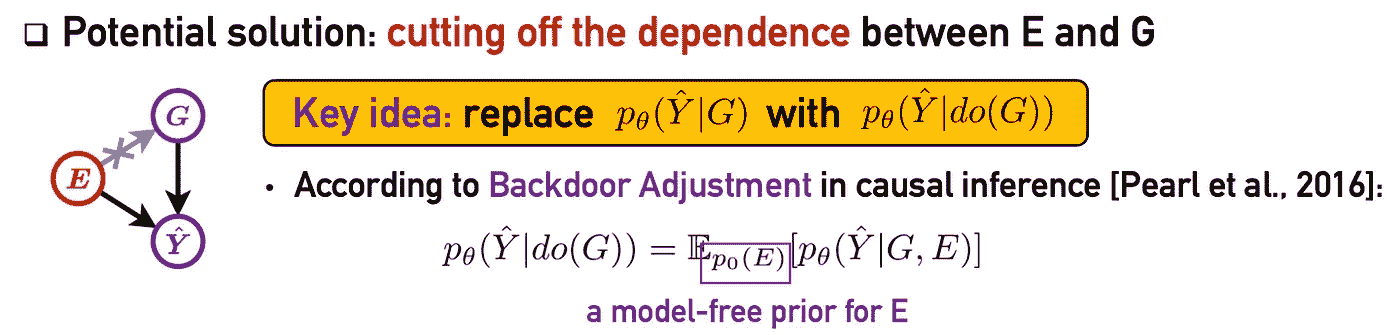 ❑ Potential solution: cutting off the dependence between E and G
G
Key idea: replace $p_\theta(\hat{Y}|G)$ with $p_\theta(\hat{Y}|do(G))$
E
• According to Backdoor Adjustment in causal inference [Pearl et al., 2016]:
Ŷ
$p_\theta(\hat{Y}|do(G)) = \mathbb{E}_{p_0(E)}[p_\theta(\hat{Y}|G, E)]$
a model-free prior for E